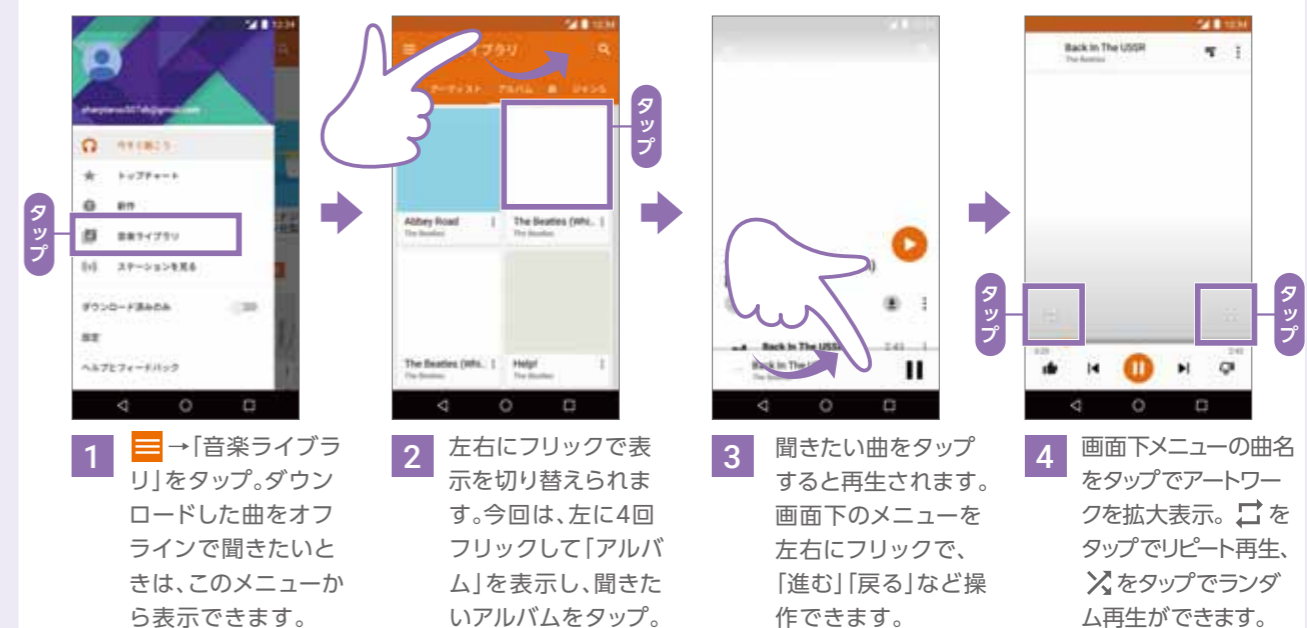 12:34
今すぐ聴こう
トップチャート
新作
音楽ライブラリ
ステーションを見る
ダウンロード済みのみ
設定
ヘルプとフィードバック
タップ
12:34
アーティスト アルバム 曲 ジャンル
タップ
Abbey Road
The Beatles
The Beatles (Whi..
The Beatles
The Beatles (Whi..
The Beatles
Help!
The Beatles
Back In The USSR
2:43
Back In The
12:34
Back In The USSR
The Beatles
タップ
タップ
1
→「音楽ライブラ
リ」をタップ。ダウン
ロードした曲をオフ
ラインで聞きたいと
きは、このメニューか
ら表示できます。
2
左右にフリックで表
示を切り替えられま
す。今回は、左に4回
フリックして「アルバ
ム」を表示し、聞きた
いアルバムをタップ。
3
聞きたい曲をタップ
すると再生されます。
画面下のメニューを
左右にフリックで、
「進む」「戻る」など操
作できます。
4
画面下メニューの曲名
をタップでアートワー
クを拡大表示。 を
タップでリピート再生、
をタップでランダ
ム再生ができます。